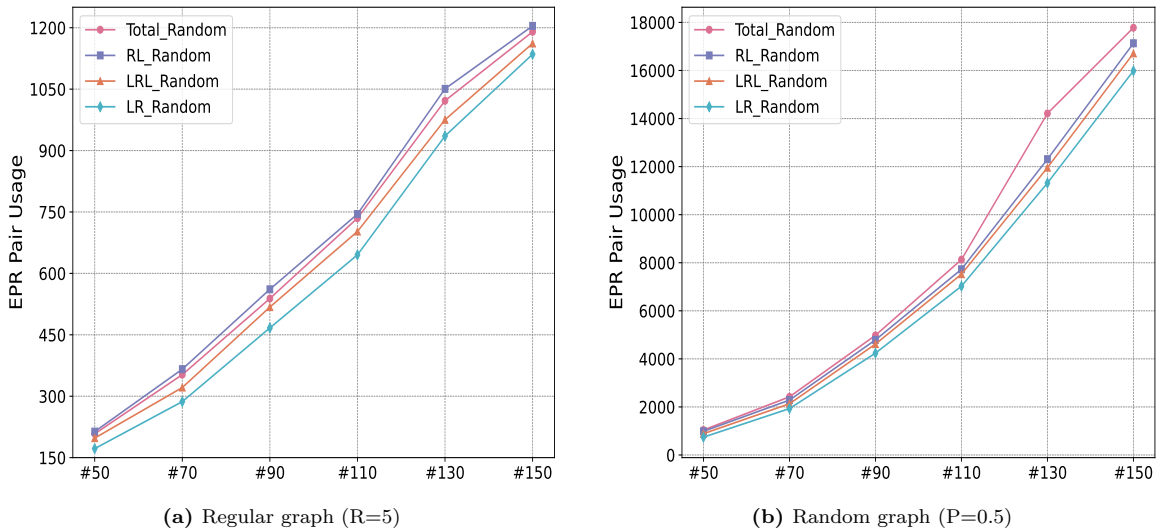 EPR Pair Usage
1200
1050
900
750
600
450
300
150
Total_Random
RL_Random
LRL_Random
LR_Random
#50 #70 #90 #110 #130 #150
(a) Regular graph (R=5)
EPR Pair Usage
18000
16000
14000
12000
10000
8000
6000
4000
2000
0
Total_Random
RL_Random
LRL_Random
LR_Random
#50 #70 #90 #110 #130 #150
(b) Random graph (P=0.5)